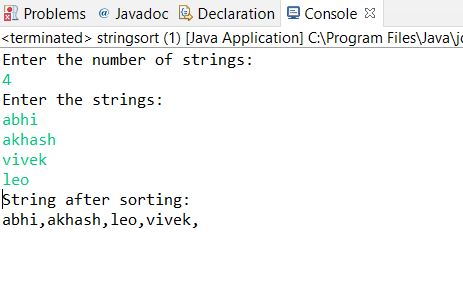 Problems @ Javadoc Declaration Console
<terminated> stringsort (1) [Java Application] C:\Program Files\Java\j
Enter the number of strings:
4
Enter the strings:
abhi
akhash
vivek
leo
String after sorting:
abhi,akhash,leo,vivek,